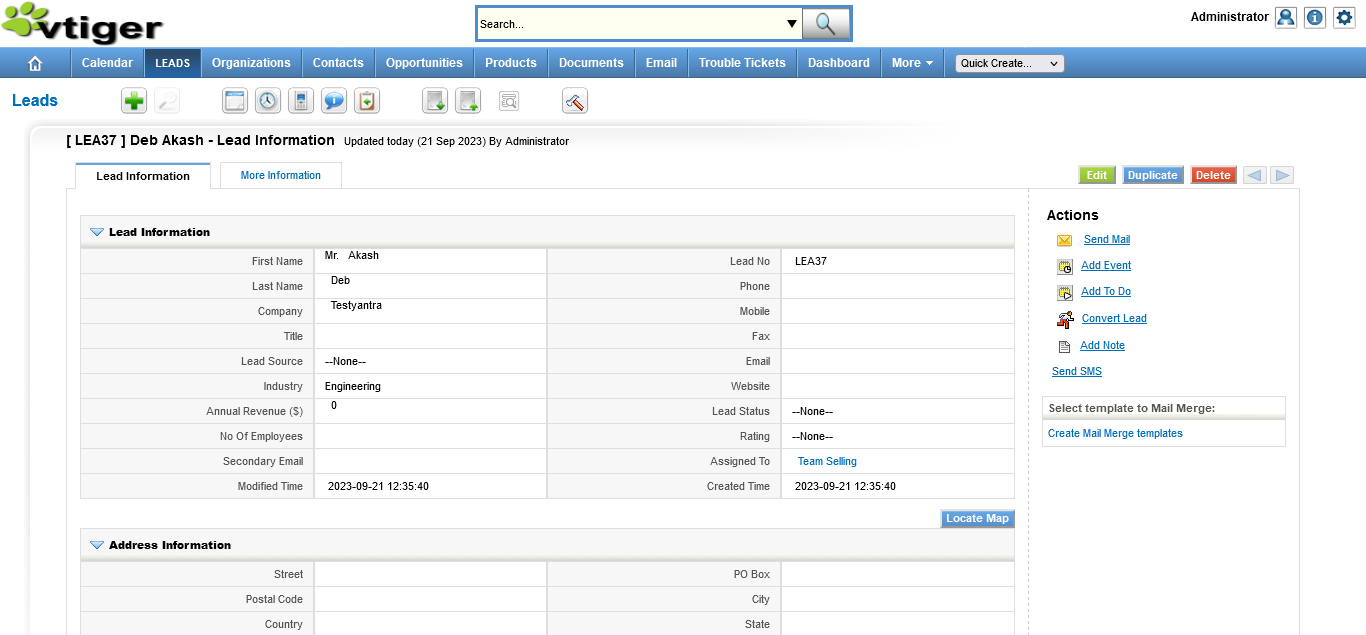 vtiger
Search...
Administrator
Calendar LEADS Organizations Contacts Opportunities Products Documents Email Trouble Tickets Dashboard More Quick Create...
Leads
[ LEA37 ] Deb Akash - Lead Information Updated today (21 Sep 2023) By Administrator
Lead Information More Information Edit Duplicate Delete
Lead Information
First Name Mr. Akash Lead No LEA37
Last Name Deb Phone
Company Testyantra Mobile
Title Fax
Lead Source --None-- Email
Industry Engineering Website
Annual Revenue ($) 0 Lead Status --None--
No Of Employees Rating --None--
Secondary Email Assigned To Team Selling
Modified Time 2023-09-21 12:35:40 Created Time 2023-09-21 12:35:40
Locate Map
Address Information
Street PO Box
Postal Code City
Country State
Actions
Send Mail
Add Event
Add To Do
Convert Lead
Add Note
Send SMS
Select template to Mail Merge:
Create Mail Merge templates